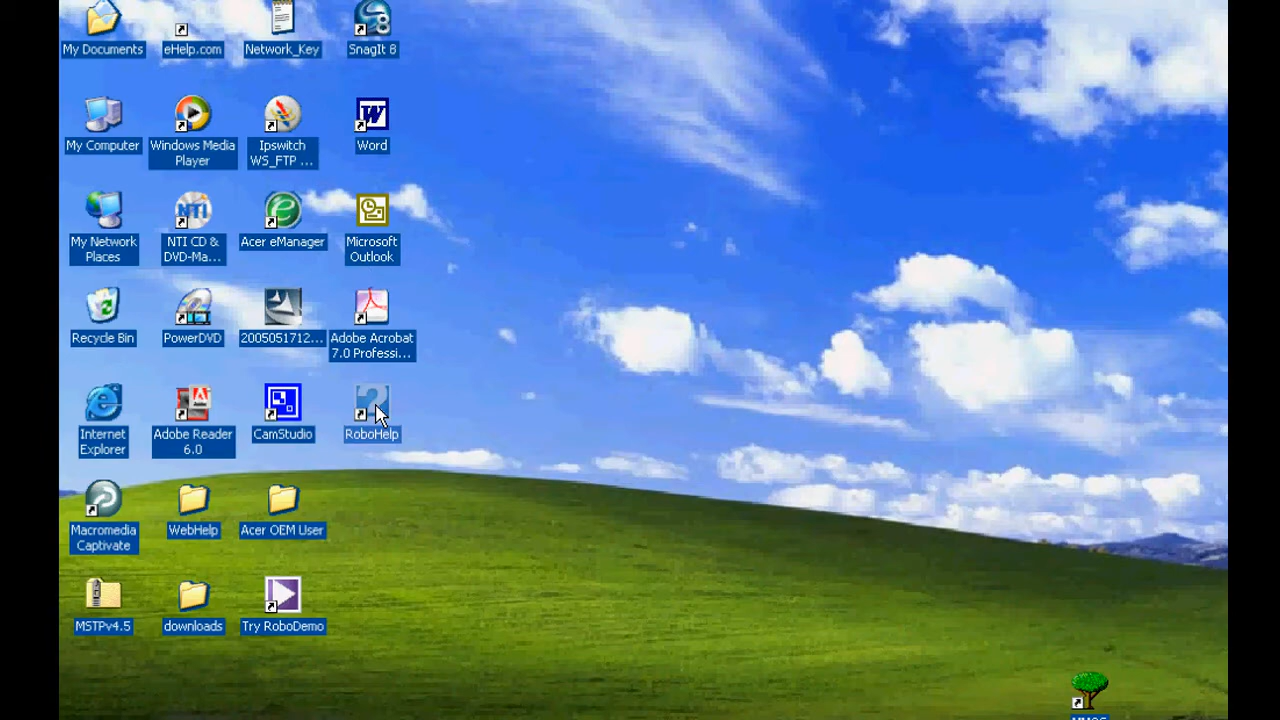 My Documents
eHelp.com
Network_Key
SnagIt 8
My Computer
Windows Media
Player
Ipswitch
WS_FTP ...
Word
My Network
Places
NTI CD &
DVD-Ma...
Acer eManager
Microsoft
Outlook
Recycle Bin
PowerDVD
2005051712...
Adobe Acrobat
7.0 Professi...
Internet
Explorer
Adobe Reader
6.0
CamStudio
RoboHelp
Macromedia
Captivate
WebHelp
Acer OEM User
MSTPv4.5
downloads
Try RoboDemo